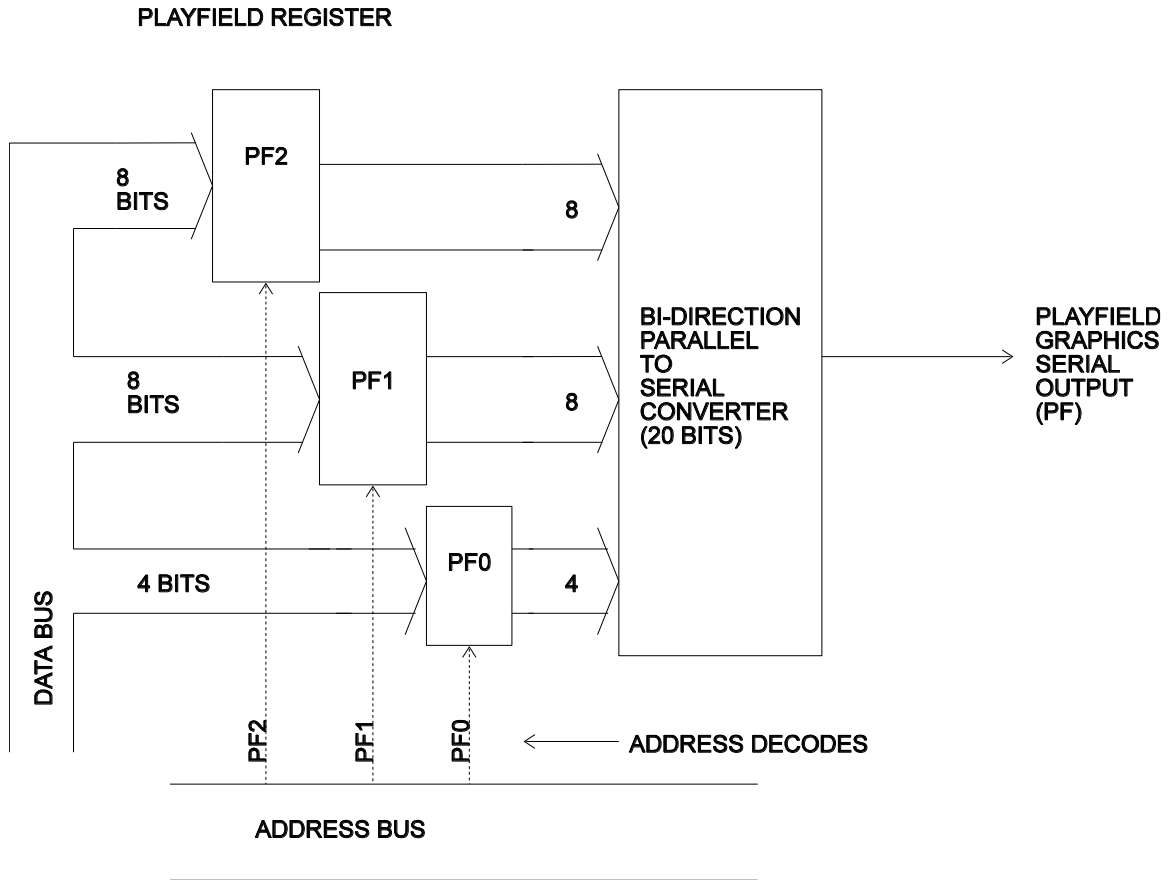 PLAYFIELD REGISTER
PF2
8
BITS
8
PF1
8
BITS
8
BI-DIRECTION
PARALLEL
TO
SERIAL
CONVERTER
(20 BITS)
PLAYFIELD
GRAPHICS
SERIAL
OUTPUT
(PF)
PF0
4 BITS
4
DATA BUS
PF2
PF1
PF0
ADDRESS DECODES
ADDRESS BUS